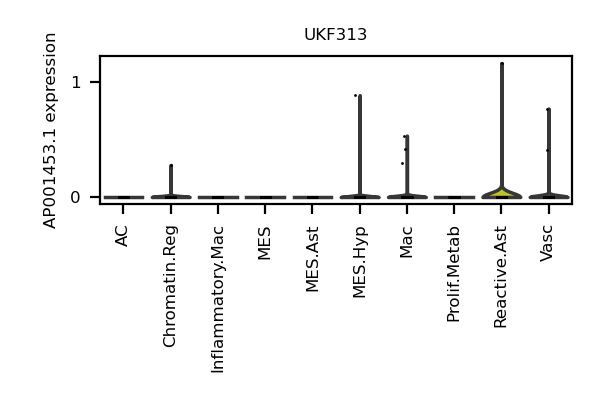 UKF313
AP001453.1 expression
1
0
AC
Chromatin.Reg
Inflammatory.Mac
MES
MES.Ast
MES.Hyp
Mac
Prolif.Metab
Reactive.Ast
Vasc